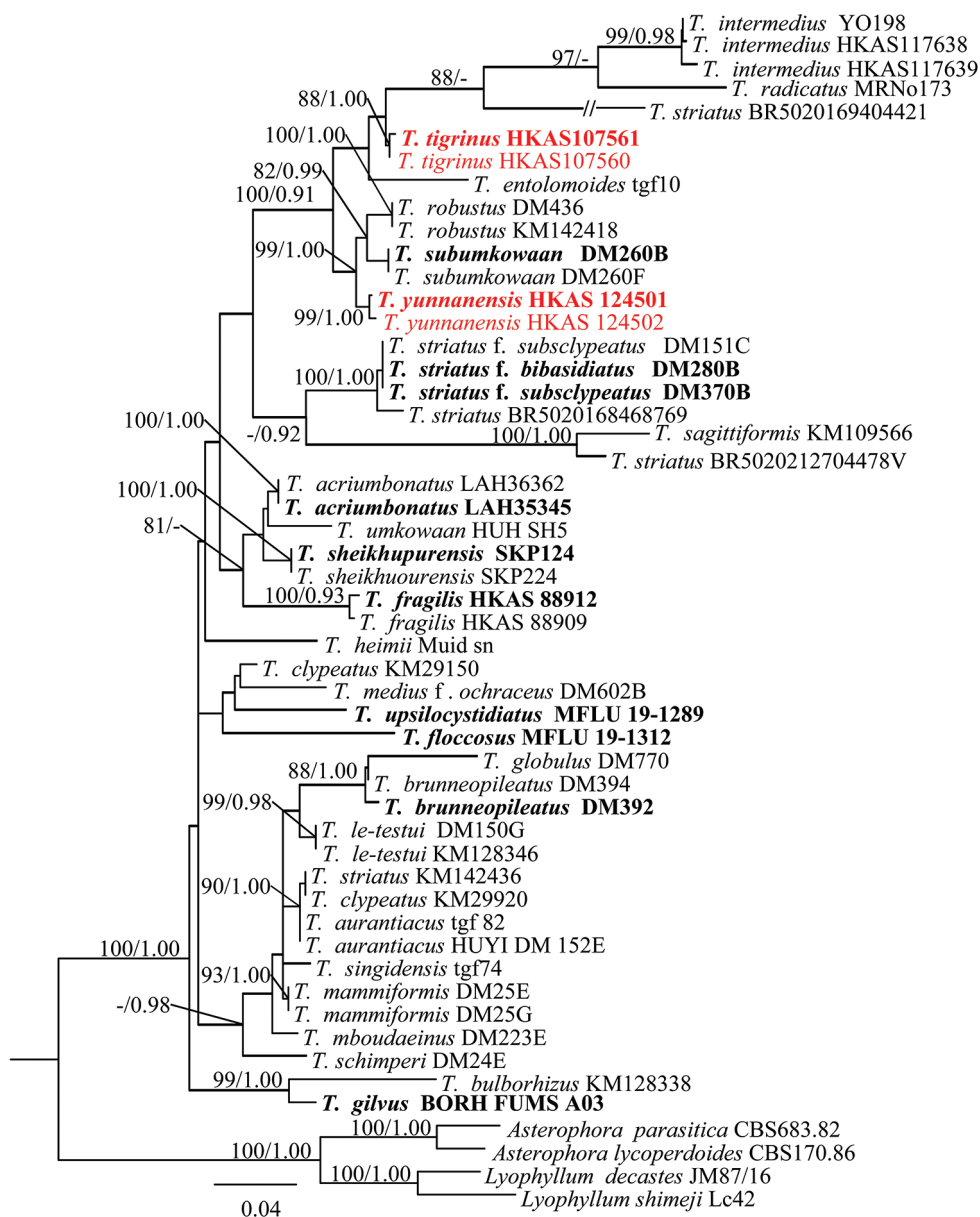 T. intermedius YO198
99/0.98
T. intermedius HKAS117638
97/-
T. intermedius HKAS117639
88/-
T. radicatus MRNo173
88/1.00
//
T. striatus BR5020169404421
100/1.00
T. tigrinus HKAS107561
T. tigrinus HKAS107560
82/0.99
T. entolomoides tgf10
100/0.91
T. robustus DM436
T. robustus KM142418
99/1.00
T. subumkowaan DM260B
T. subumkowaan DM260F
T. yunnanensis HKAS 124501
99/1.00
T. yunnanensis HKAS 124502
T. striatus f. subsclypeatus DM151C
T. striatus f. bibasidiatus DM280B
100/1.00
T. striatus f. subsclypeatus DM370B
T. striatus BR5020168468769
100/1.00
-/0.92
100/1.00
T. sagittiformis KM109566
T. striatus BR5020212704478V
100/1.00
T. acriumbonatus LAH36362
T. acriumbonatus LAH35345
81/-
T. umkowaan HUH SH5
T. sheikhupurensis SKP124
T. sheikhuourensis SKP224
100/0.93
T. fragilis HKAS 88912
T. fragilis HKAS 88909
T. heimii Muid sn
T. clypeatus KM29150
T. medius f . ochraceus DM602B
T. upsilocystidiatus MFLU 19-1289
T. floccosus MFLU 19-1312
T. globulus DM770
88/1.00
T. brunneopileatus DM394
99/0.98
T. brunneopileatus DM392
T. le-testui DM150G
T. le-testui KM128346
T. striatus KM142436
90/1.00
T. clypeatus KM29920
T. aurantiacus tgf 82
T. aurantiacus HUYI DM 152E
100/1.00
T. singidensis tgf74
93/1.00
T. mammiformis DM25E
-/0.98
T. mammiformis DM25G
T. mboudaeinus DM223E
T. schimperi DM24E
99/1.00
T. bulborhizus KM128338
T. gilvus BORH FUMS A03
100/1.00
Asterophora parasitica CBS683.82
100/1.00
Asterophora lycoperdoides CBS170.86
100/1.00
Lyophyllum decastes JM87/16
Lyophyllum shimeji Lc42
0.04